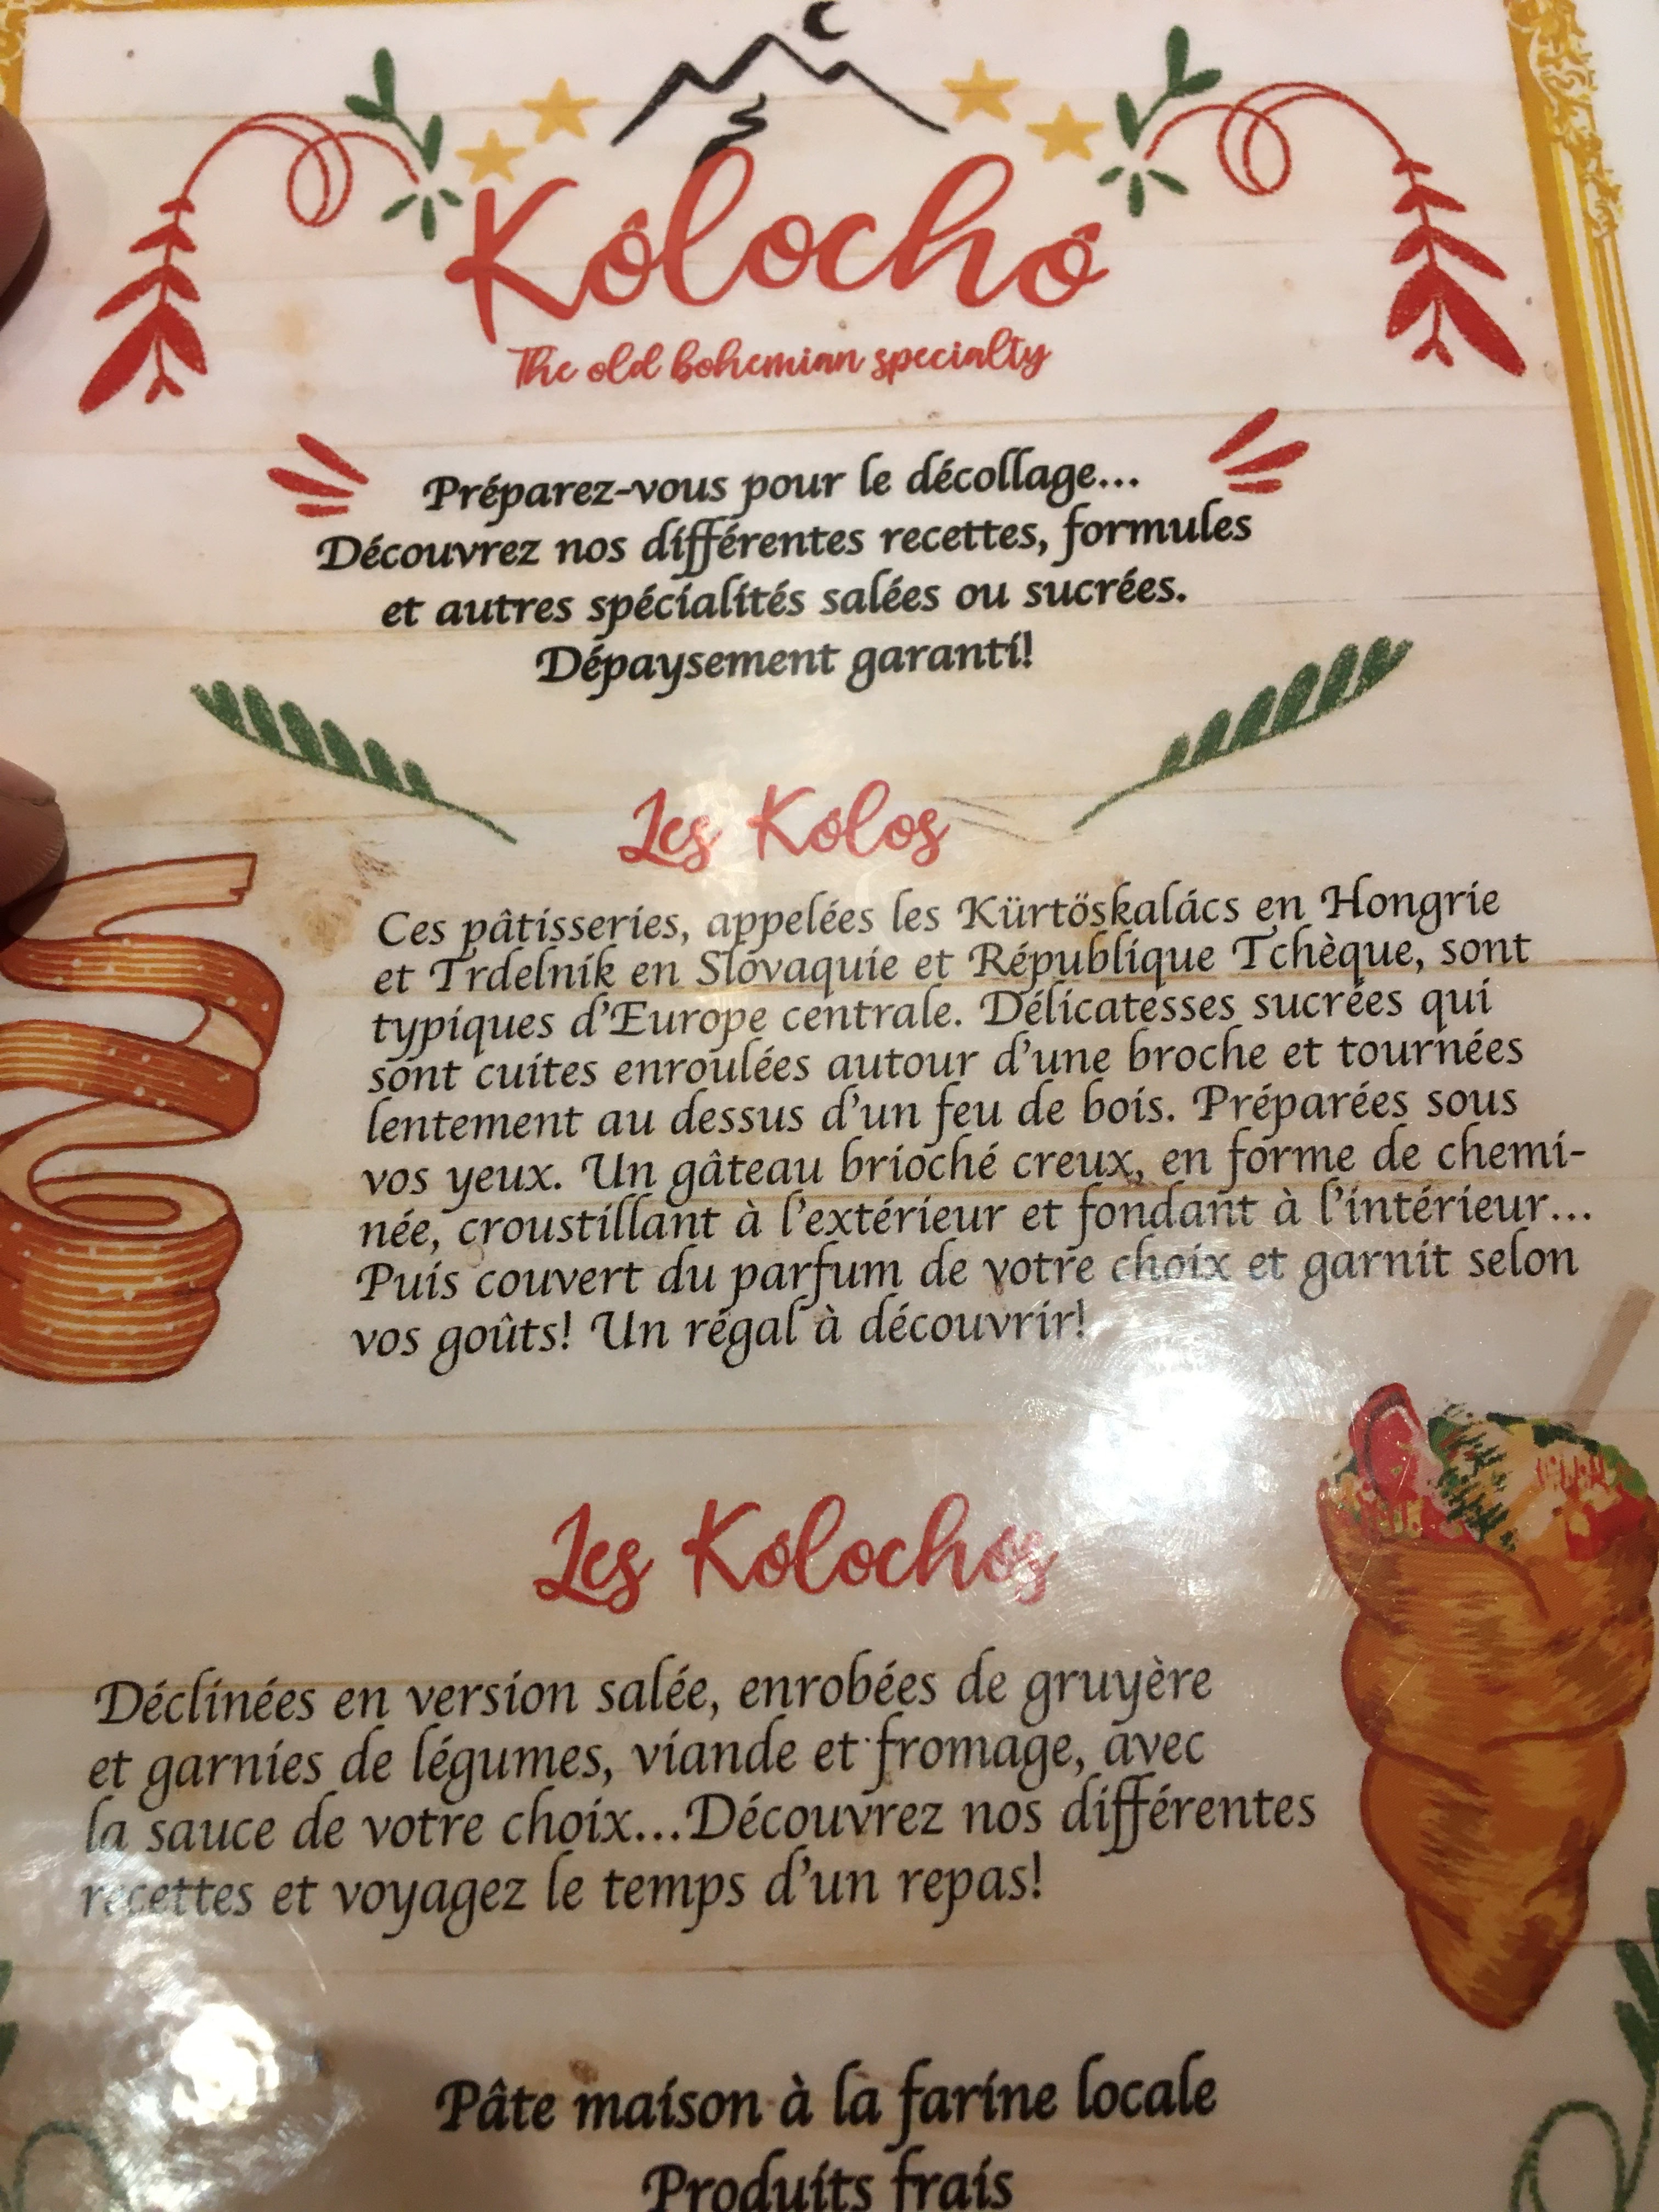 Kólochó
The old bohemian specialty
Préparez-vous pour le décollage...
Découvrez nos différentes recettes, formules
et autres spécialités salées ou sucrées.
Dépaysement garanti!
Les Kólos
Ces pâtisseries, appelées les Kürtőskalács en Hongrie
et Trdelník en Slovaquie et République Tchèque, sont
typiques d'Europe centrale. Délicatesses sucrées qui
sont cuites enroulées autour d'une broche et tournées
lentement au dessus d'un feu de bois. Préparées sous
vos yeux. Un gâteau brioché creux, en forme de chemi-
née, croustillant à l'extérieur et fondant à l'intérieur...
Puis couvert du parfum de votre choix et garnit selon
vos goûts! Un régal à découvrir!
Les Kólochós
Déclinées en version salée, enrobées de gruyère
et garnies de légumes, viande et fromage, avec
la sauce de votre choix...Découvrez nos différentes
recettes et voyagez le temps d'un repas!
Pâte maison à la farine locale
Produits frais